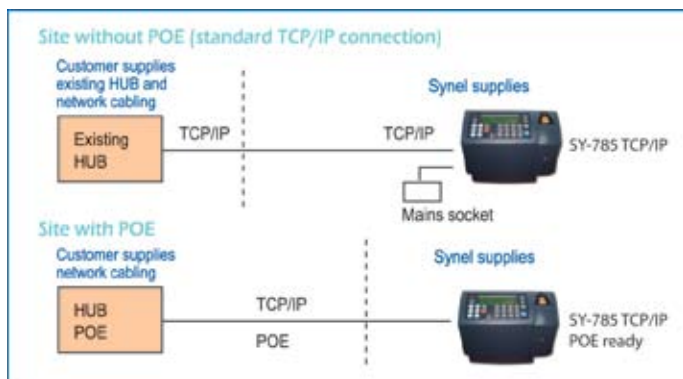 Site without POE (standard TCP/IP connection)
Customer supplies
existing HUB and
network cabling
Synel supplies
Existing
HUB
TCP/IP
TCP/IP
SY-785 TCP/IP
Mains socket
Site with POE
Customer supplies
network cabling
Synel supplies
HUB
POE
TCP/IP
POE
SY-785 TCP/IP
POE ready